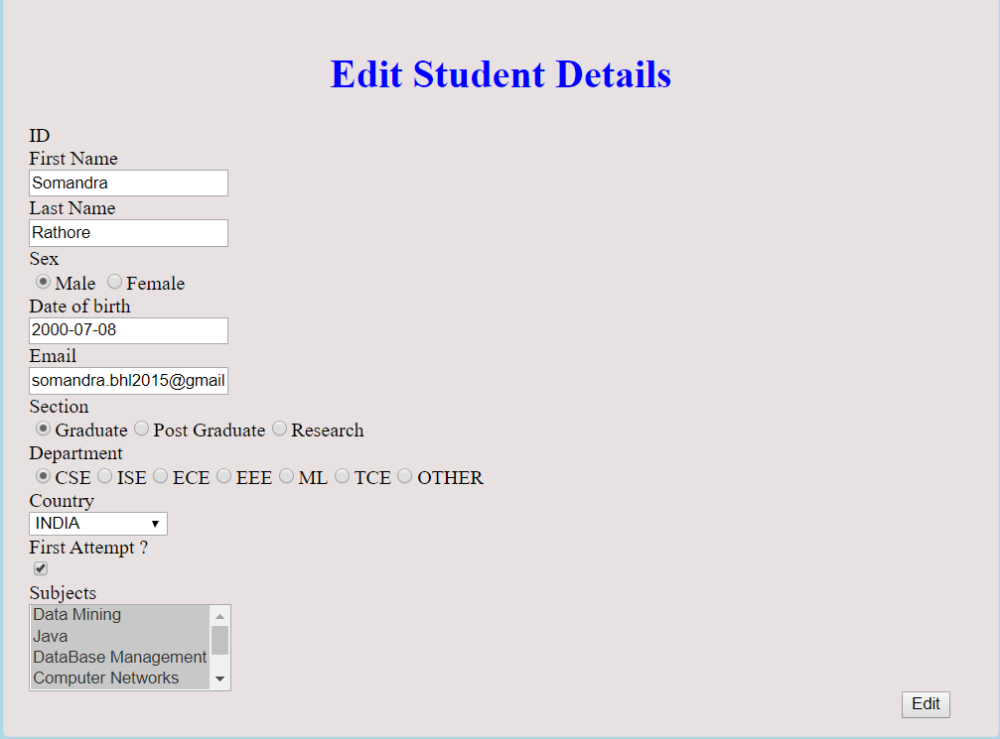 Edit Student Details
ID
First Name
Somandra
Last Name
Rathore
Sex
Male Female
Date of birth
2000-07-08
Email
somandra.bhl2015@gmail
Section
Graduate Post Graduate Research
Department
CSE ISE ECE EEE ML TCE OTHER
Country
INDIA
First Attempt ?
Subjects
Data Mining
Java
DataBase Management
Computer Networks
Edit